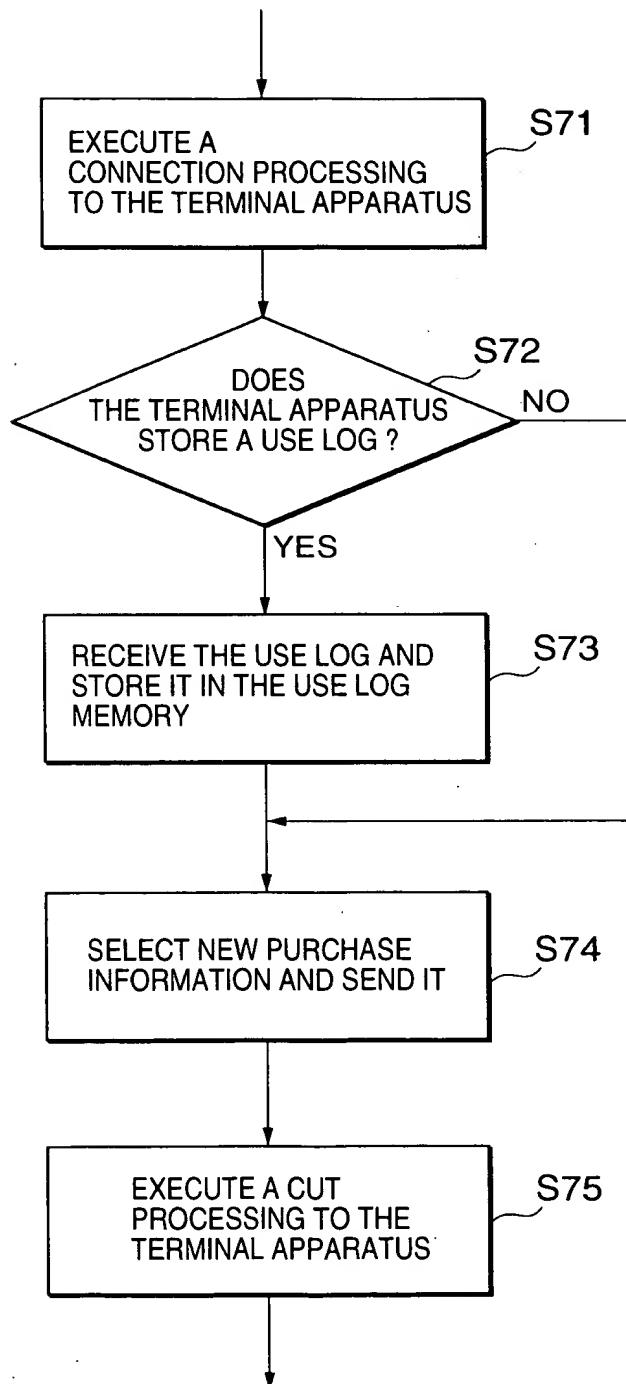 EXECUTE A
CONNECTION PROCESSING
TO THE TERMINAL APPARATUS
S71
DOES
THE TERMINAL APPARATUS
STORE A USE LOG ?
S72
NO
YES
RECEIVE THE USE LOG AND
STORE IT IN THE USE LOG
MEMORY
S73
SELECT NEW PURCHASE
INFORMATION AND SEND IT
S74
EXECUTE A CUT
PROCESSING TO THE
TERMINAL APPARATUS
S75